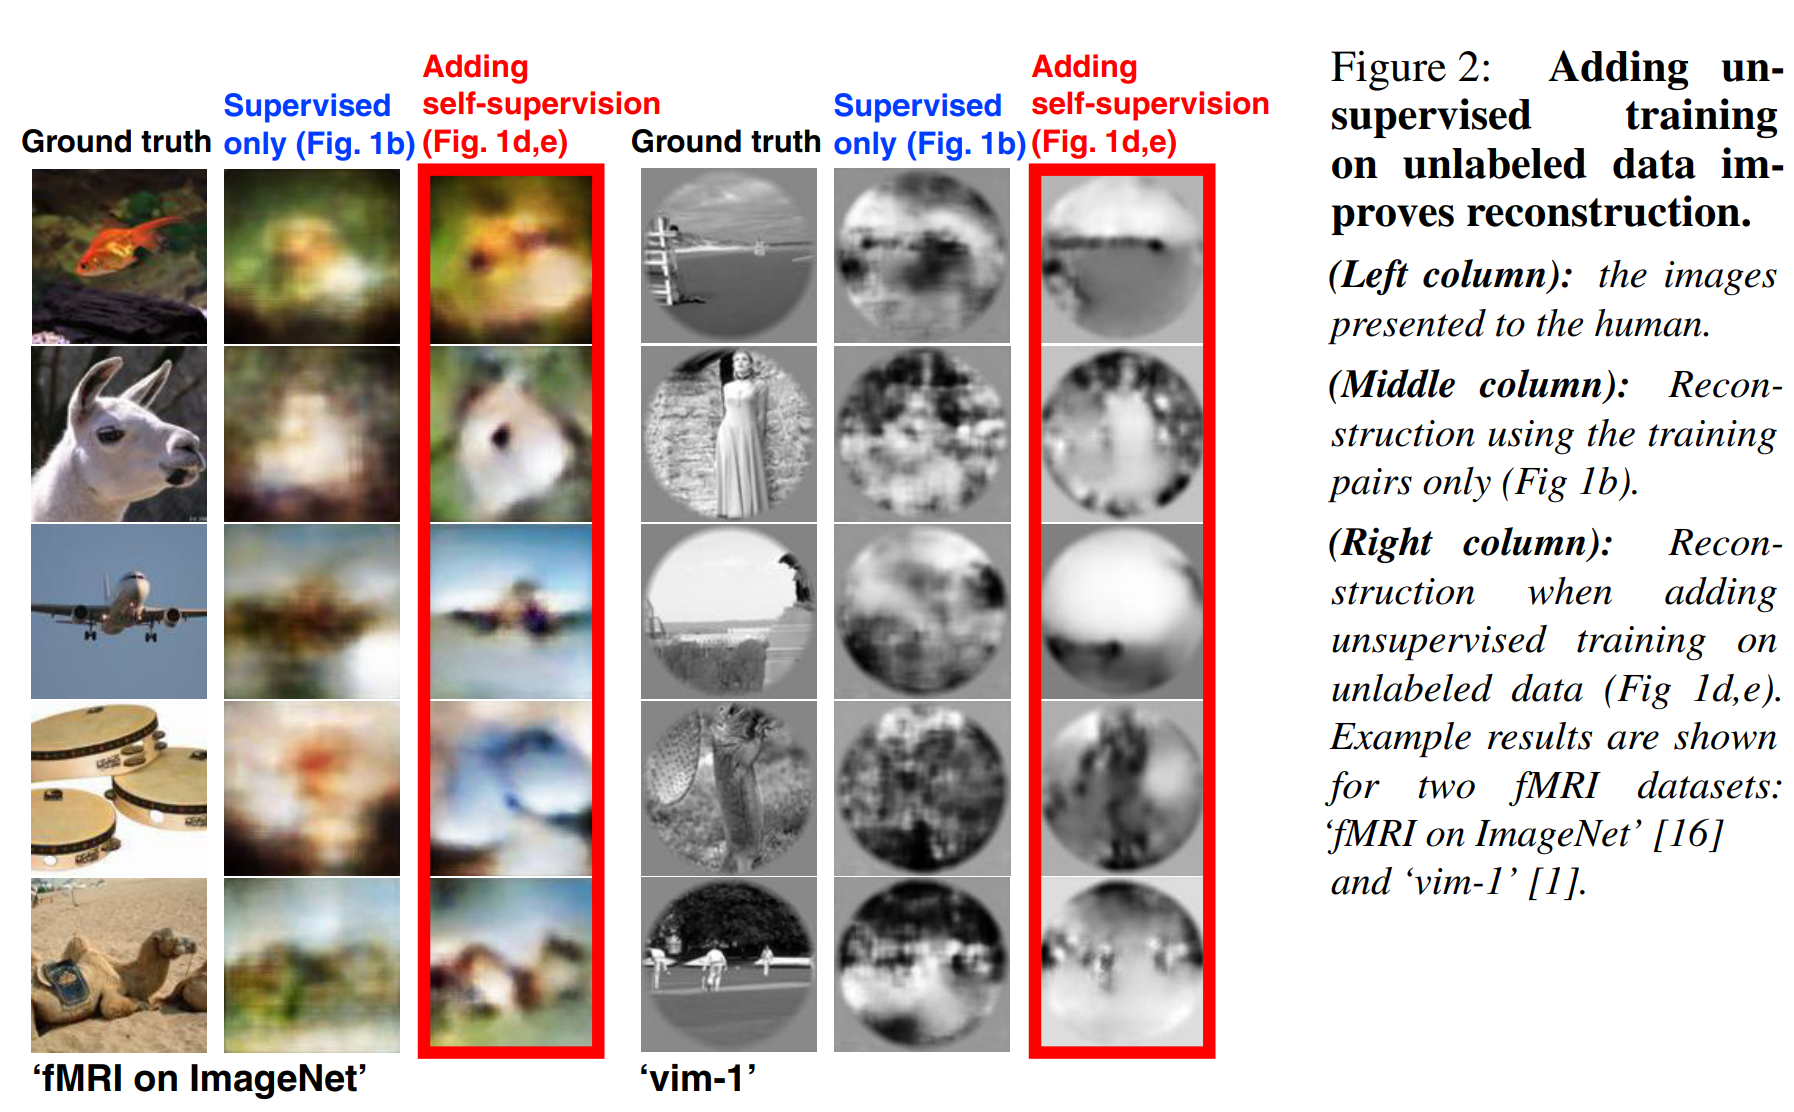 Ground truth
Supervised
only (Fig. 1b)
Adding
self-supervision
(Fig. 1d,e)
Ground truth
Supervised
only (Fig. 1b)
Adding
self-supervision
(Fig. 1d,e)
‘fMRI on ImageNet’
‘vim-1’
Figure 2: Adding un-
supervised training
on unlabeled data im-
proves reconstruction.
(Left column): the images
presented to the human.
(Middle column): Recon-
struction using the training
pairs only (Fig 1b).
(Right column): Recon-
struction when adding
unsupervised training on
unlabeled data (Fig 1d,e).
Example results are shown
for two fMRI datasets:
‘fMRI on ImageNet’ [16]
and ‘vim-1’ [1].